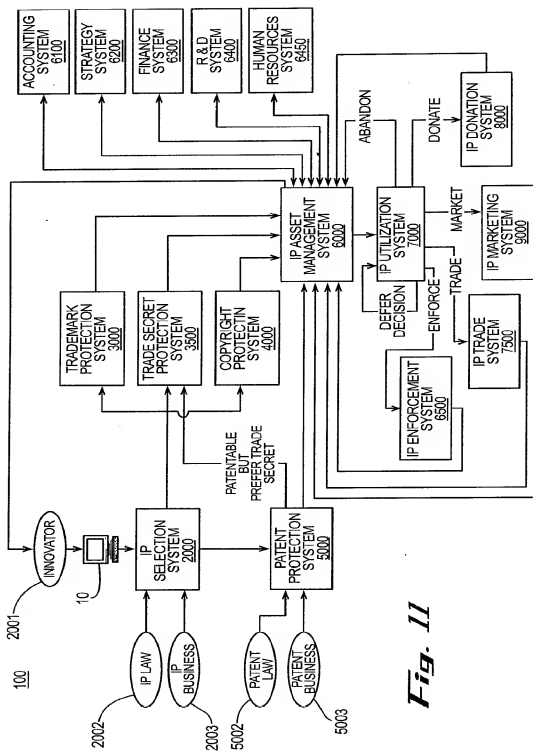 100
2001
INNOVATOR
10
2002
IP LAW
2003
IP
BUSINESS
IP
SELECTION
SYSTEM
2000
5002
PATENT
LAW
5003
PATENT
BUSINESS
PATENT
PROTECTION
SYSTEM
5000
PATENTABLE
BUT
PREFER TRADE
SECRET
TRADEMARK
PROTECTION
SYSTEM
3000
TRADE SECRET
PROTECTION
SYSTEM
3500
COPYRIGHT
PROTECTIN
SYSTEM
4000
ACCOUNTING
SYSTEM
6100
STRATEGY
SYSTEM
6200
FINANCE
SYSTEM
6300
R & D
SYSTEM
6400
HUMAN
RESOURCES
6450
IP ASSET
MANAGEMENT
SYSTEM
6000
ABANDON
DONATE
DEFER
DECISION
IP UTILIZATION
SYSTEM
7000
ENFORCE
TRADE
MARKET
IP ENFORCEMENT
SYSTEM
6500
IP TRADE
SYSTEM
7500
IP MARKETING
SYSTEM
9000
IP DONATION
SYSTEM
8000
Fig. 11